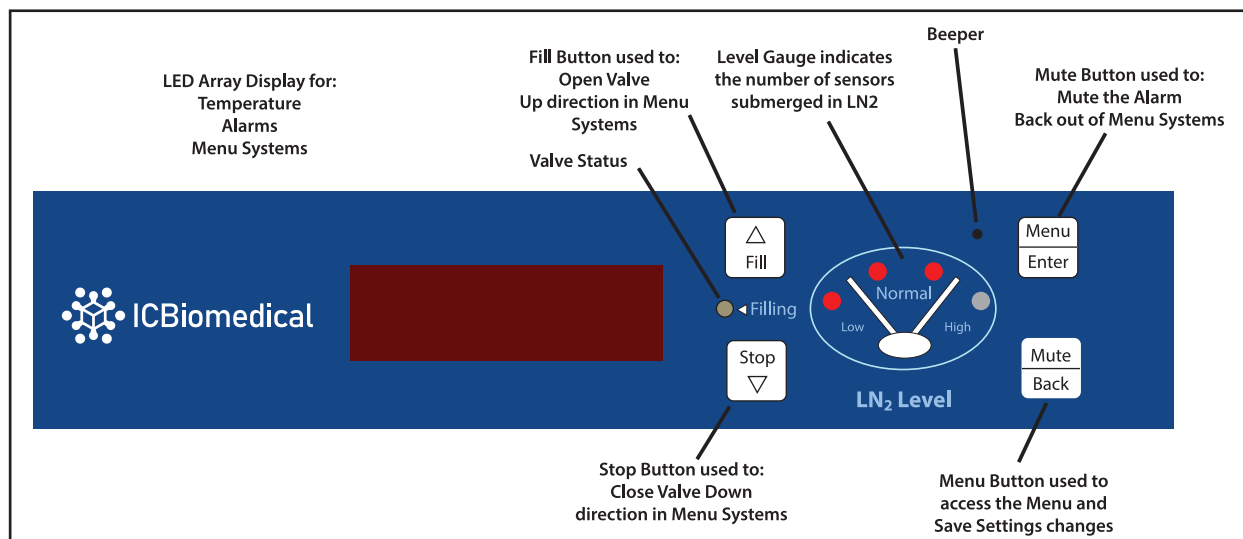 LED Array Display for:
Temperature
Alarms
Menu Systems
Fill Button used to:
Open Valve
Up direction in Menu
Systems
Valve Status
Level Gauge indicates
the number of sensors
submerged in LN2
Beeper
Mute Button used to:
Mute the Alarm
Back out of Menu Systems
ICBiomedical
△
Fill
◀ Filling
Stop
▽
Normal
Low
High
LN₂ Level
Menu
Enter
Mute
Back
Stop Button used to:
Close Valve Down
direction in Menu Systems
Menu Button used to
access the Menu and
Save Settings changes